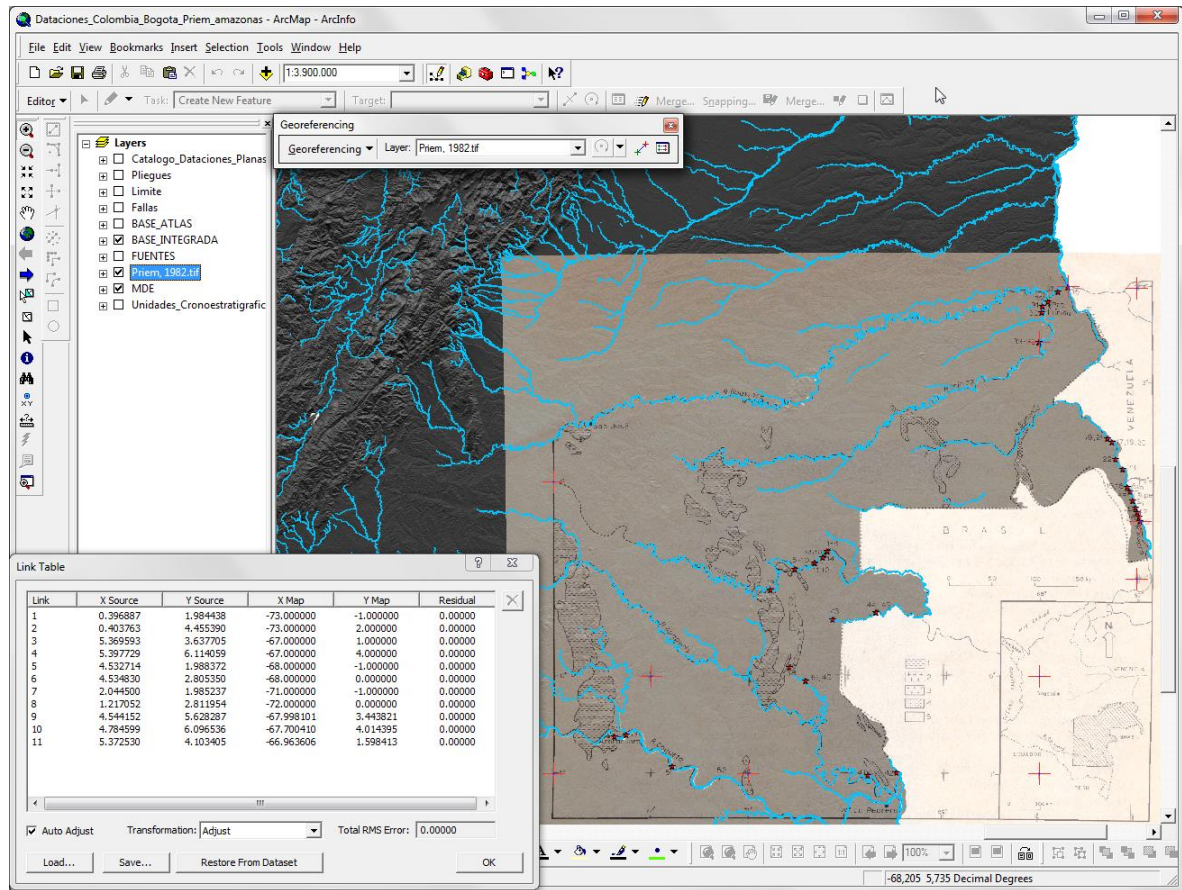 Dataciones_Colombia_Bogota_Priem_amazonas - ArcMap - ArcInfo
File Edit View Bookmarks Insert Selection Tools Window Help
1:3.900.000
Editor Task: Create New Feature Target: Merge... Snapping... Merge...
Georeferencing
Georeferencing Layer: Priem, 1982.tif
Layers
Catalogo_Dataciones_Planas
Pliegues
Limite
Fallas
BASE_ATLAS
BASE_INTEGRADA
FUENTES
Priem, 1982.tif
MDE
Unidades_Cronoestratigrafic
VENEZUELA
BRASIL
Link Table
Link X Source Y Source X Map Y Map Residual
1 0.396887 1.984438 -73.000000 -1.000000 0.00000
2 0.403763 4.455390 -73.000000 2.000000 0.00000
3 5.369593 3.637705 -67.000000 1.000000 0.00000
4 5.397729 6.114059 -67.000000 4.000000 0.00000
5 4.532714 1.988372 -68.000000 -1.000000 0.00000
6 4.534830 2.805350 -68.000000 0.000000 0.00000
7 2.044500 1.985237 -71.000000 -1.000000 0.00000
8 1.217052 2.811954 -72.000000 0.000000 0.00000
9 4.544152 5.628287 -67.998101 3.443821 0.00000
10 4.784599 6.096536 -67.700410 4.014395 0.00000
11 5.372530 4.103405 -66.963606 1.598413 0.00000
Auto Adjust Transformation: Adjust Total RMS Error: 0.00000
Load... Save... Restore From Dataset OK
100%
-68,205 5,735 Decimal Degrees